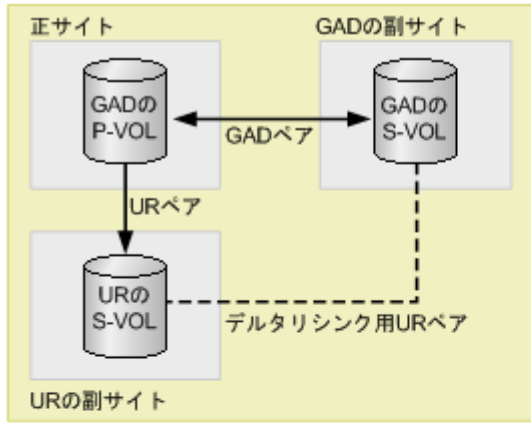 正サイト
GADの副サイト
GADの
P-VOL
GADペア
GADの
S-VOL
URペア
URの
S-VOL
デルタリシンク用URペア
URの副サイト